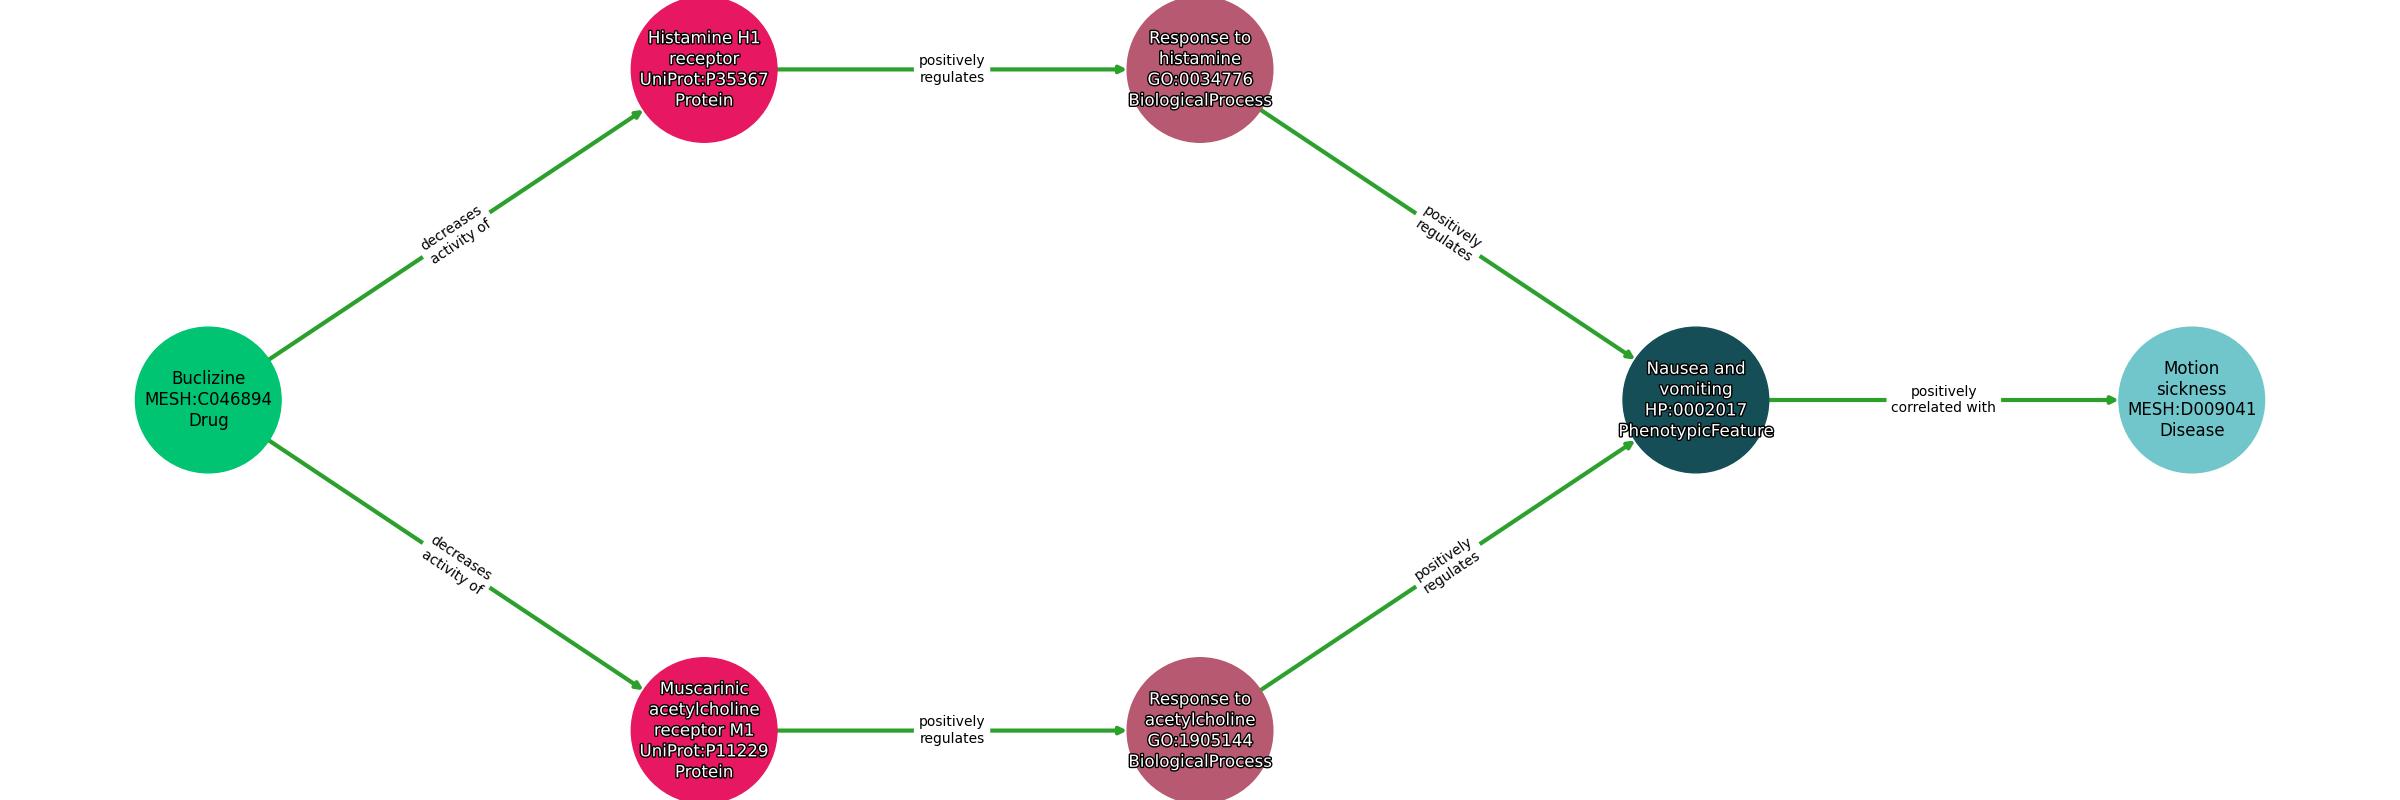 Histamine H1
receptor
UniProt:P35367
Protein
positively
regulates
Response to
histamine
GO:0034776
BiologicalProcess
decreases
activity of
positively
regulates
Buclizine
MESH:C046894
Drug
Nausea and
vomiting
HP:0002017
PhenotypicFeature
positively
correlated with
Motion
sickness
MESH:D009041
Disease
decreases
activity of
positively
regulates
Muscarinic
acetylcholine
receptor M1
UniProt:P11229
Protein
positively
regulates
Response to
acetylcholine
GO:1905144
BiologicalProcess